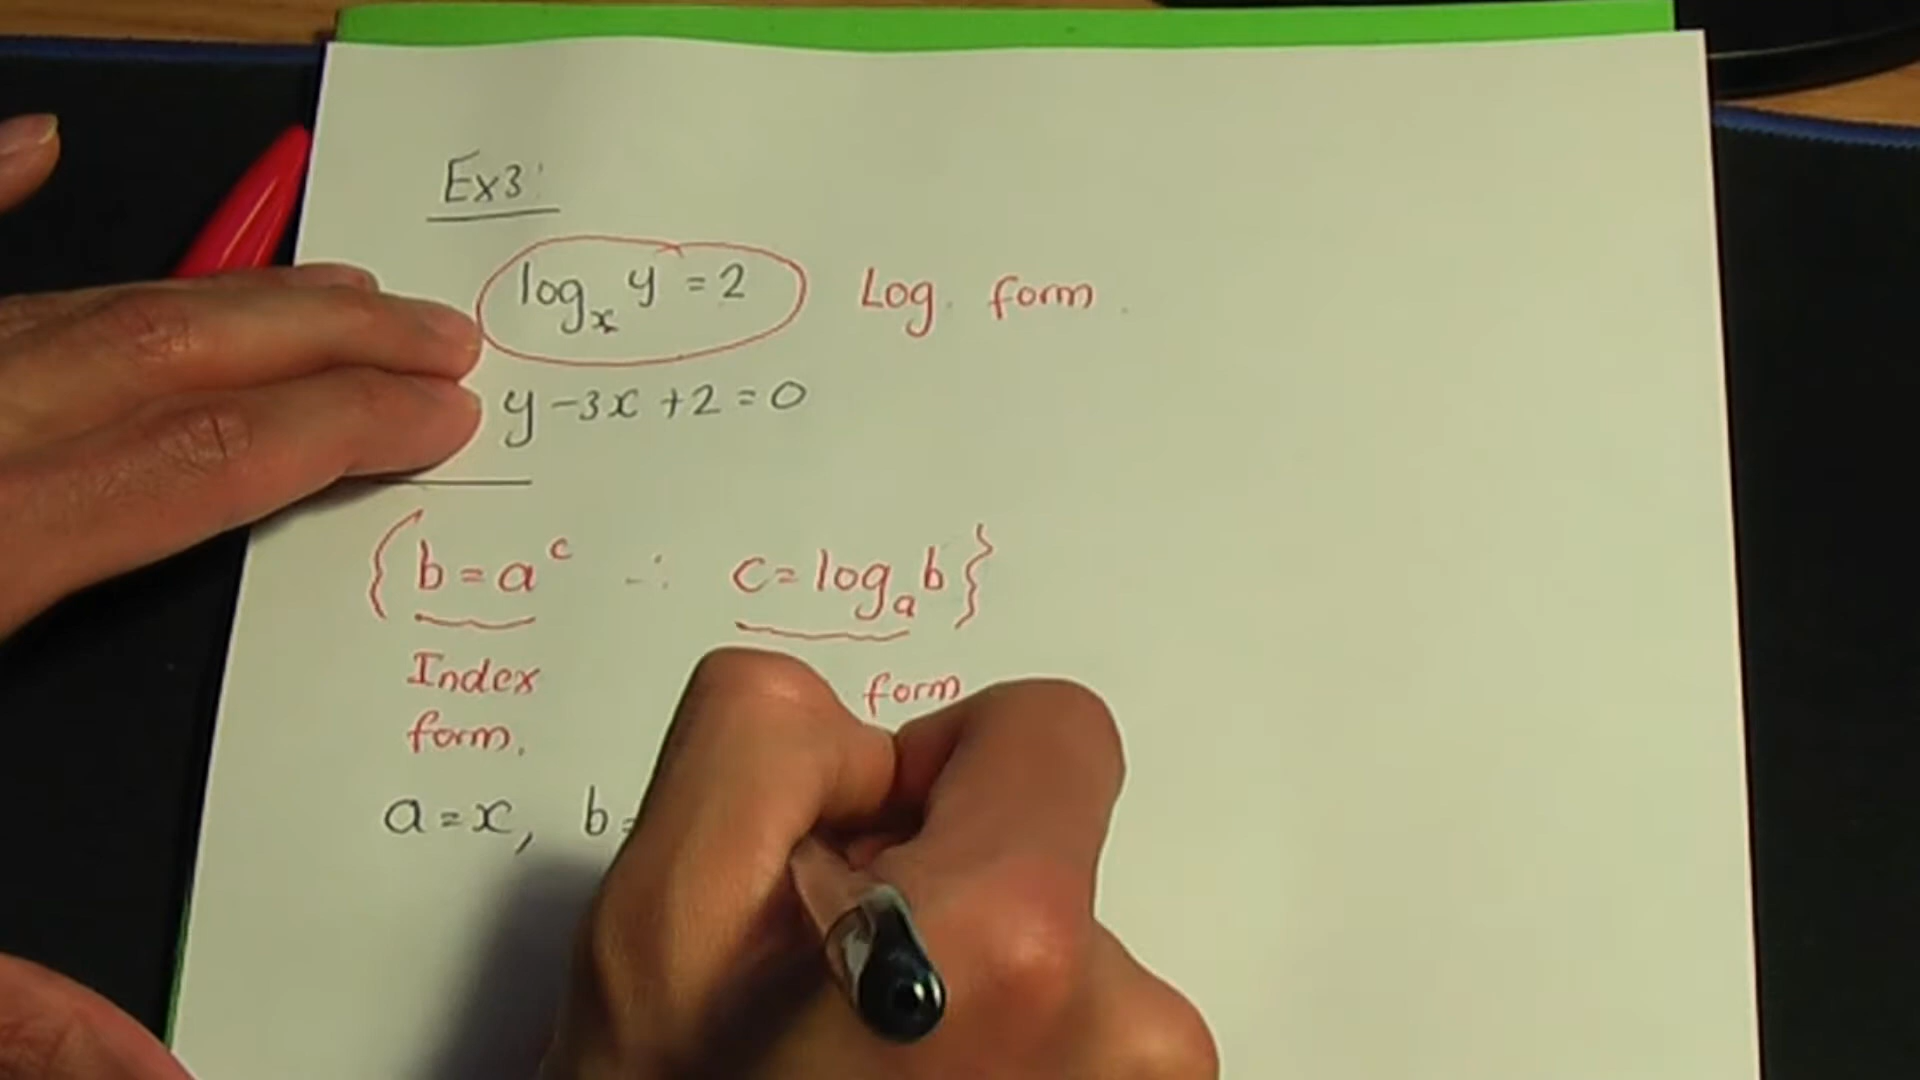 Ex3:
log_x y = 2 Log. form.
y - 3x + 2 = 0
{ b = a^c ∴ c = log_a b }
Index form
form.
a = x, b =